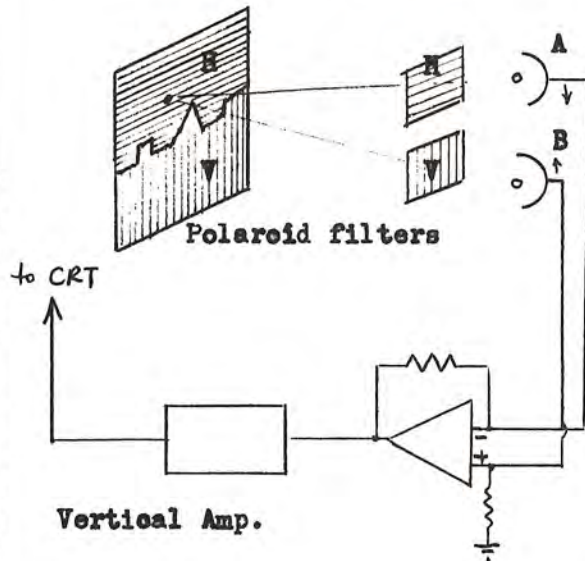 A
H
H
B
V
V
Polaroid filters
to CRT
-
+
Vertical Amp.